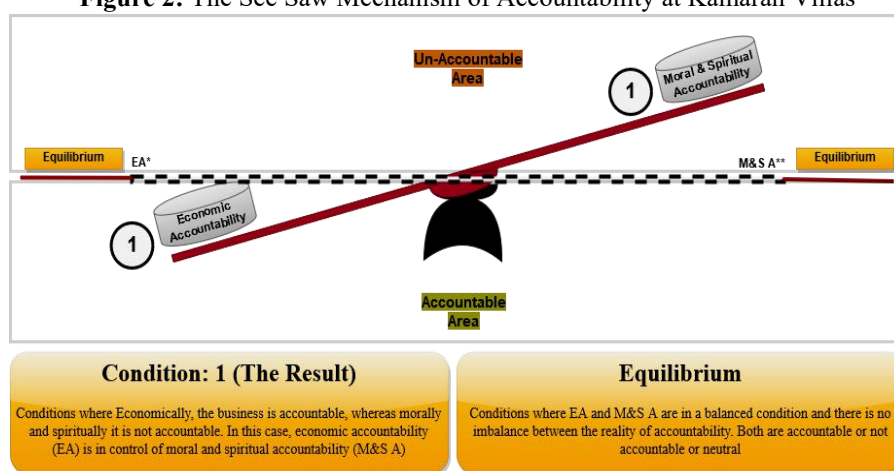 Figure 2: The See Saw Mechanism of Accountability at Kamaran Villas
Un-Accountable
Area
1
Moral & Spiritual
Accountability
Equilibrium
EA*
M&S A**
Equilibrium
Economic
Accountability
1
Accountable
Area
Condition: 1 (The Result)
Conditions where Economically, the business is accountable, whereas morally
and spiritually it is not accountable. In this case, economic accountability
(EA) is in control of moral and spiritual accountability (M&S A)
Equilibrium
Conditions where EA and M&S A are in a balanced condition and there is no
imbalance between the reality of accountability. Both are accountable or not
accountable or neutral